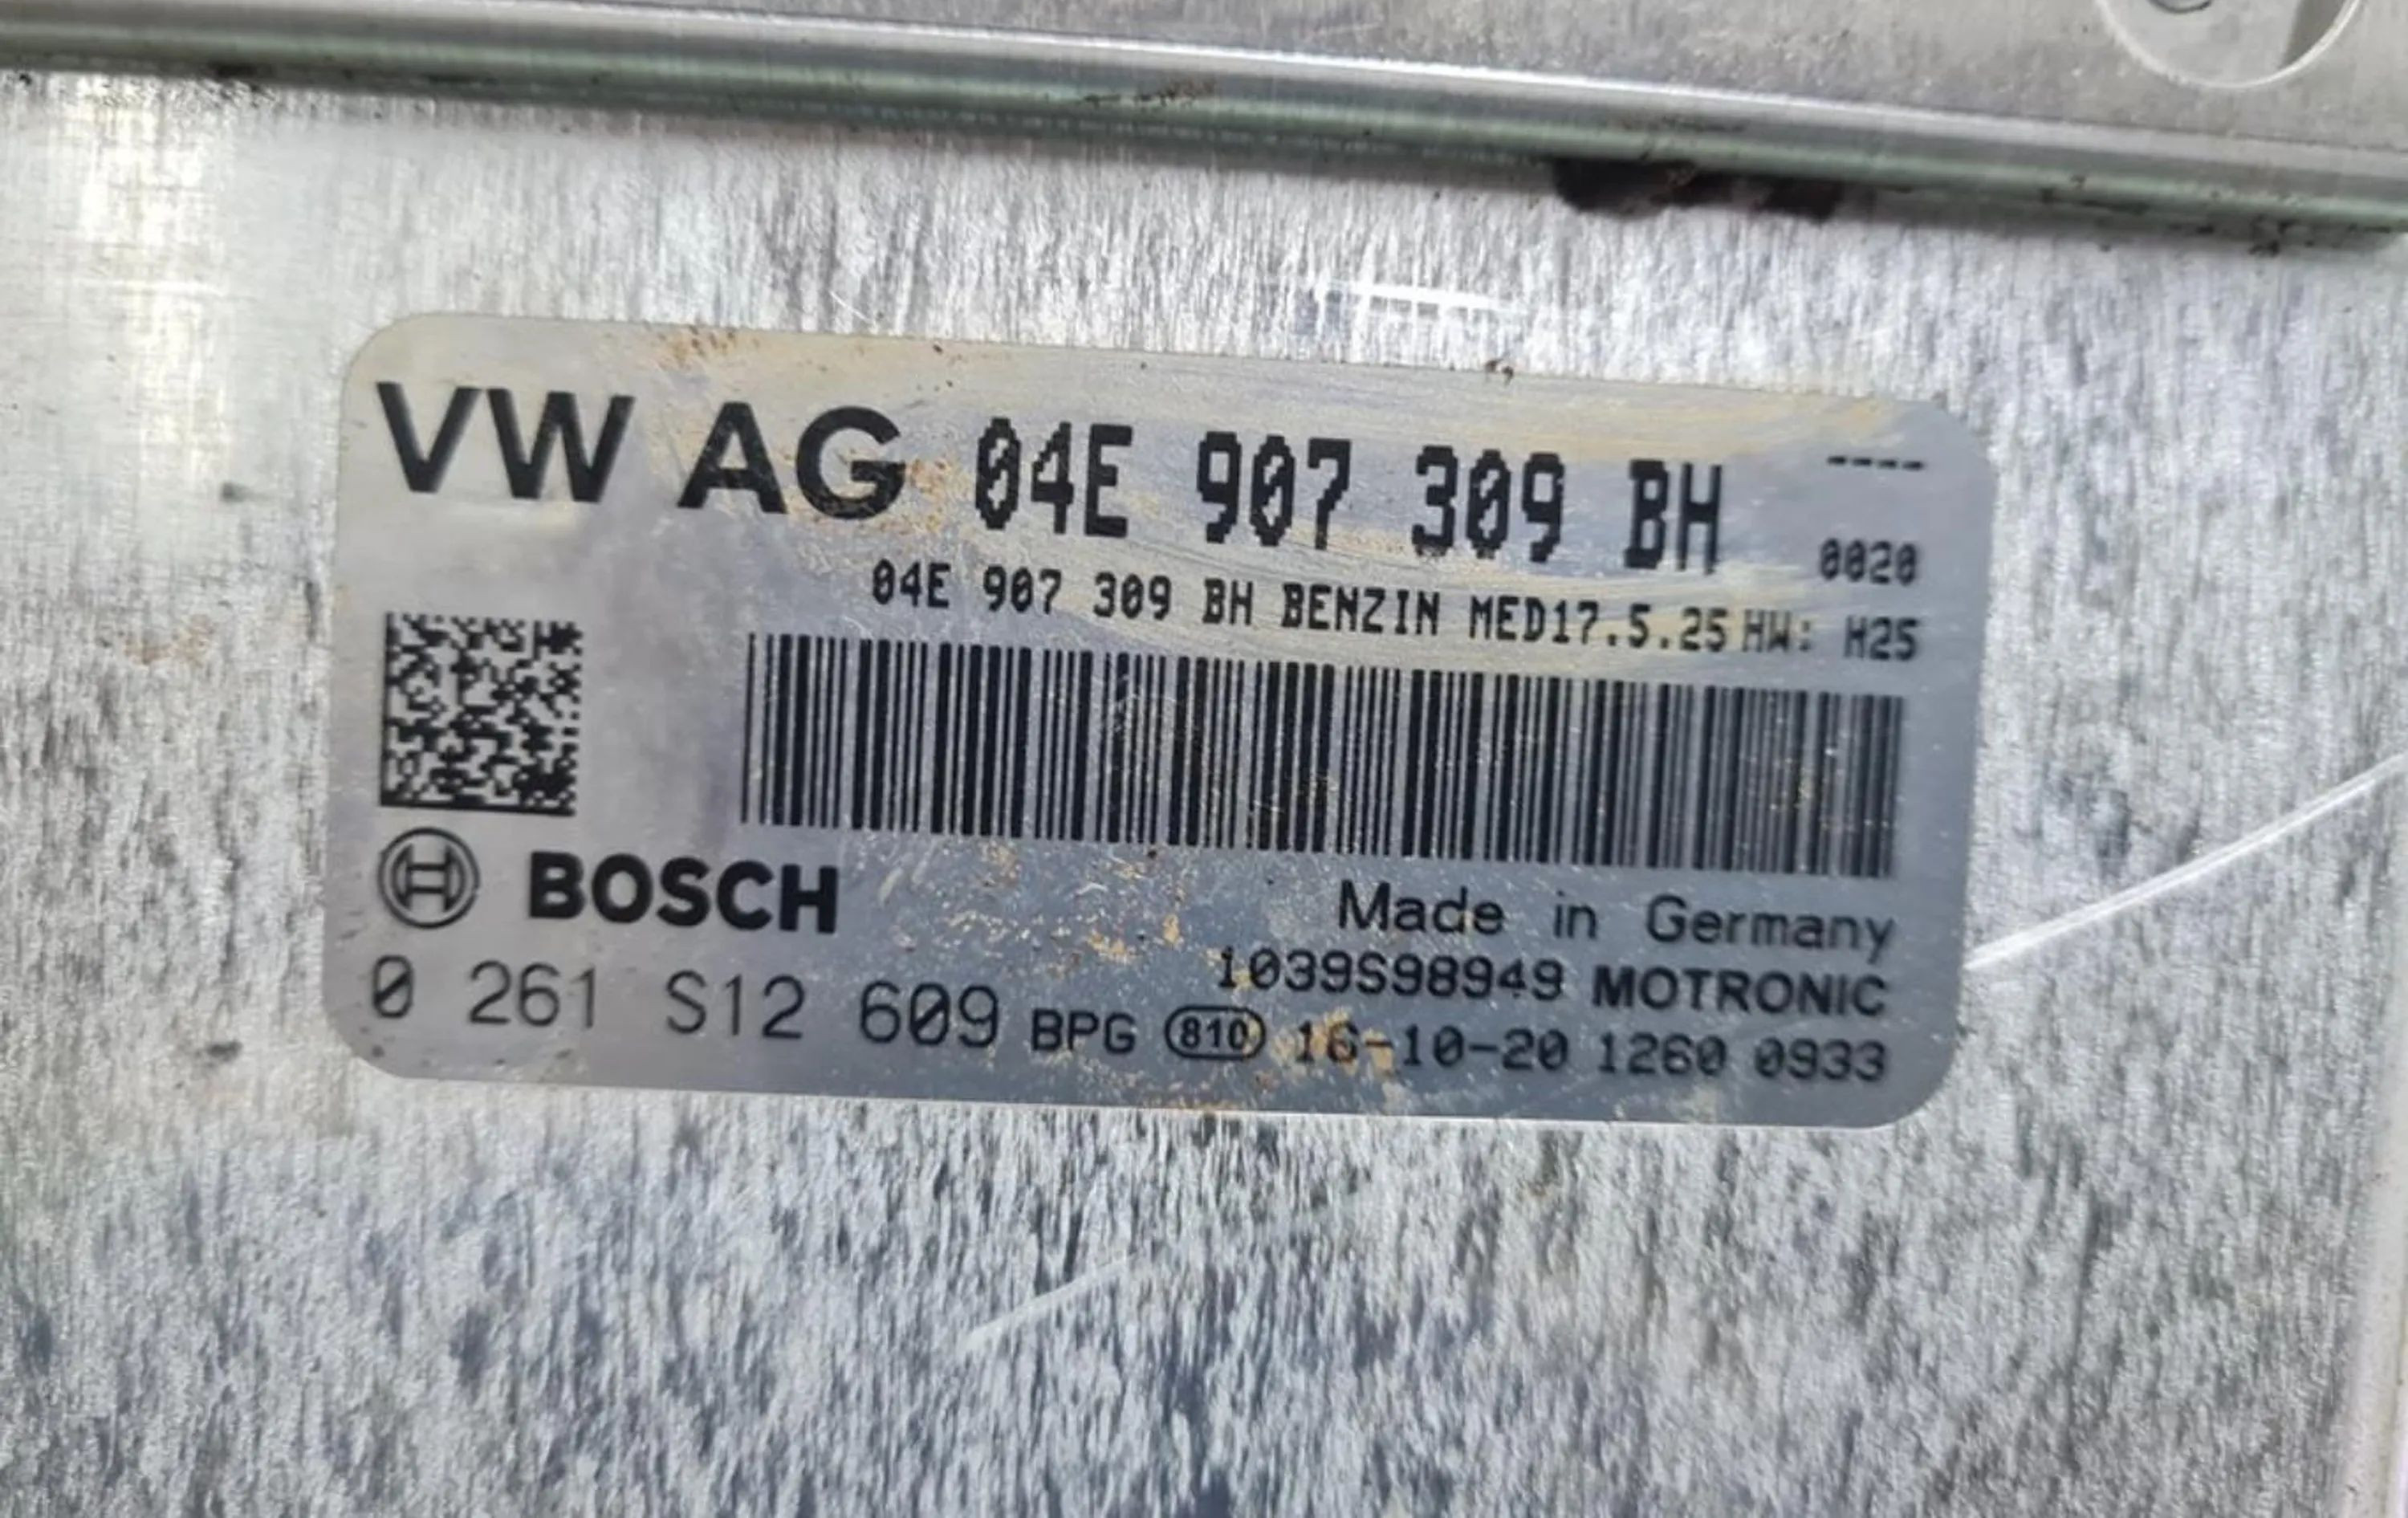 VW AG 04E 907 309 BH ----
0020
04E 907 309 BH BENZIN MED17.5.25 HW: H25
BOSCH
Made in Germany
1039S98949 MOTRONIC
0 261 S12 609 BPG 810 16-10-20 1260 0933